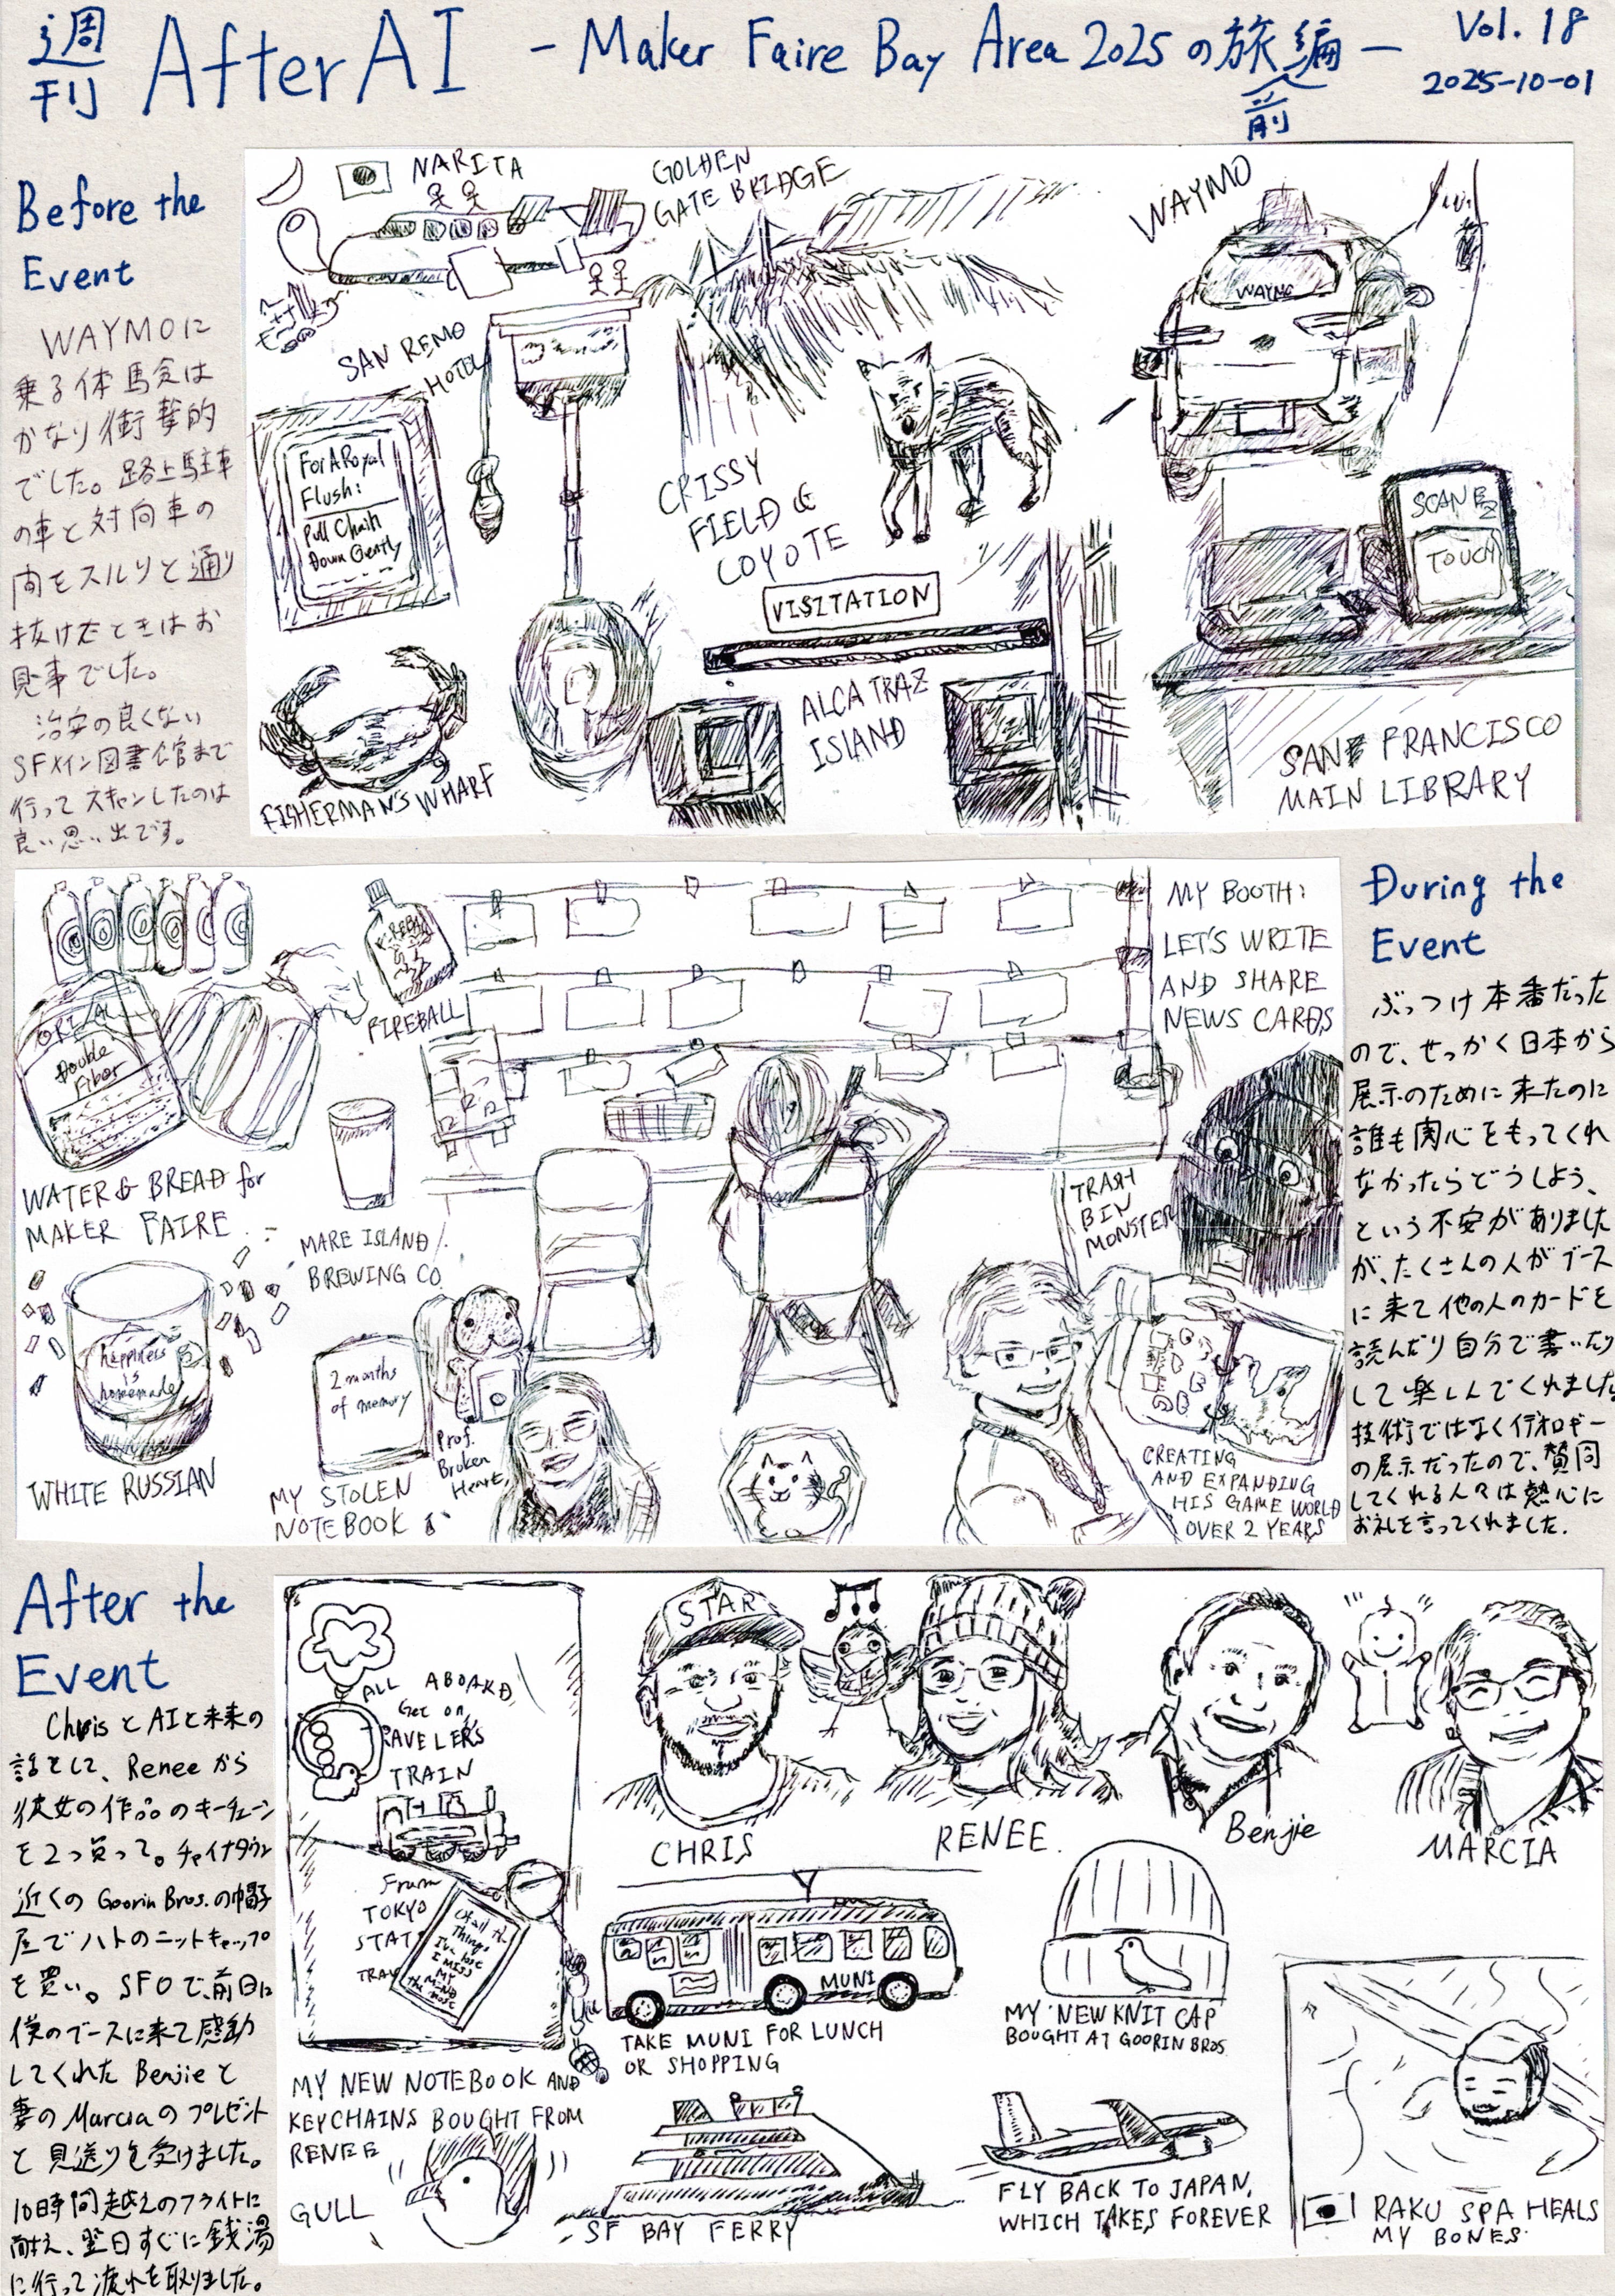 週刊 AfterAI - Maker Faire Bay Area 2025の旅編 -
前
Vol. 18
2025-10-01
Before the
Event
WAYMOに
乗る体験は
かなり衝撃的
でした。路上駐車
の車と対向車の
間をスルリと通り
抜けたときはお
見事でした。
治安の良くない
SFメイン図書館まで
行ってスキャンしたのは
良い思い出です。
NARITA
GOLDEN
GATE BRIDGE
WAYMO
WAYMO
SAN REMO
HOTEL
For A Royal
Flush:
Pull Chain
Down Gently
CRISSY
FIELD &
COYOTE
SCAN EZ
TOUCH
VISITATION
ALCATRAZ
ISLAND
FISHERMAN'S WHARF
SAN FRANCISCO
MAIN LIBRARY
During the
Event
ぶっつけ本番だった
ので、せっかく日本から
展示のために来たのに
誰も関心をもってくれ
なかったらどうしよう、
という不安がありました
が、たくさんの人がブース
に来て他の人のカードを
読んだり自分で書いたり
して楽しんでくれました。
技術ではなくイデオロギー
の展示だったので、賛同
してくれる人々は熱心に
お礼を言ってくれました.
MY BOOTH:
LET'S WRITE
AND SHARE
NEWS CARDS
FIREBALL
FIREBALL
Double
Fiber
WATER & BREAD for
MAKER FAIRE
MARE ISLAND
BREWING CO
TRASH
BIN
MONSTER
happiness
is
homemade
WHITE RUSSIAN
2 months
of memory
MY STOLEN
NOTEBOOK
Prof.
Broken
Heart
CREATING
AND EXPANDING
HIS GAME WORLD
OVER 2 YEARS
After the
Event
ChrisとAIと未来の
話をして、Reneeから
彼女の作品のキーチェーン
を2つ買って。チャイナタウン
近くのGoorin Bros.の帽子
屋でハトのニットキャップ
を買い。SFOで、前日に
僕のブースに来て感動
してくれたBenjieと
妻のMarciaのプレゼント
と見送りを受けました。
10時間越えのフライトに
耐え、翌日すぐに銭湯
に行って疲れを取りました。
ALL ABOARD
Get on,
TRAVELER'S
TRAIN
From
TOKYO
STAT
TRAV
Of all the
Things
I've lose
I MISS
MY
MIND
the most
STAR
CHRIS
RENEE.
Benjie
MARCIA
MUNI
TAKE MUNI FOR LUNCH
OR SHOPPING
MY NEW KNIT CAP
BOUGHT AT GOORIN BROS.
MY NEW NOTEBOOK AND
KEYCHAINS BOUGHT FROM
RENEE
GULL
SF BAY FERRY
FLY BACK TO JAPAN,
WHICH TAKES FOREVER
RAKU SPA HEALS
MY BONES.